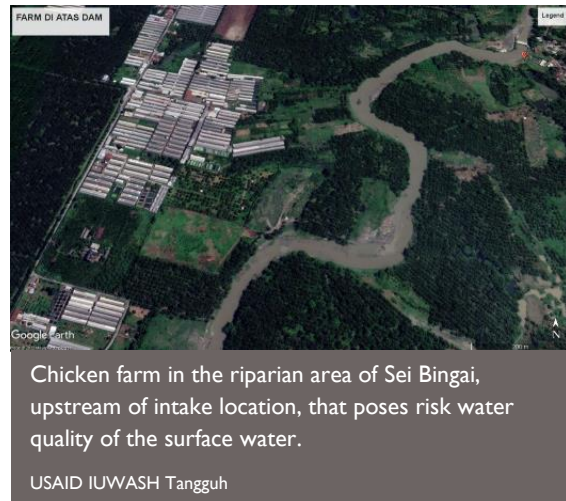 FARM DI ATAS DAM
Legend
Google Earth
N
Chicken farm in the riparian area of Sei Bingai,
upstream of intake location, that poses risk water
quality of the surface water.
USAID IUWASH Tangguh